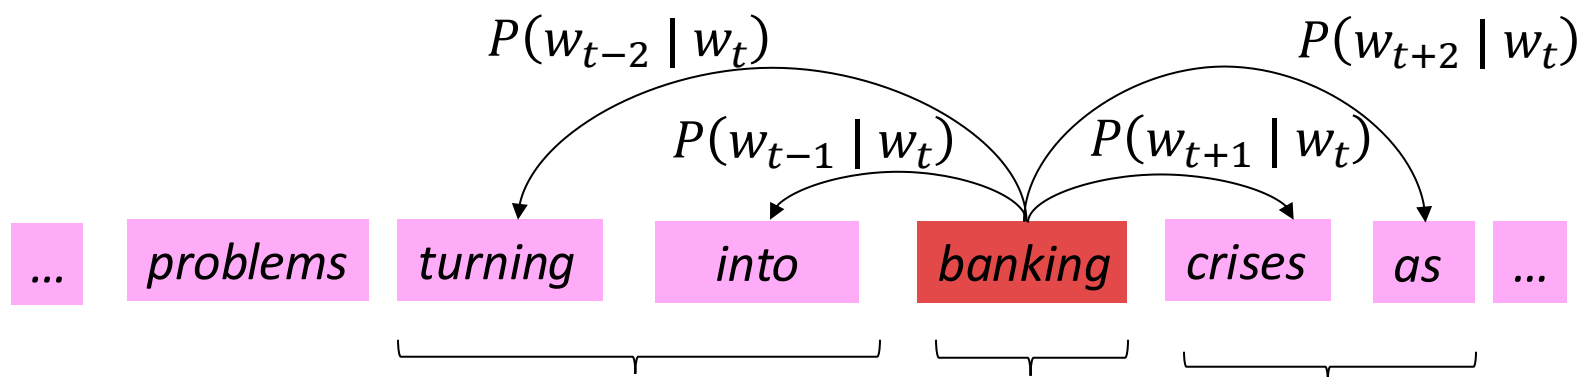 P(w_{t−2} | w_t) P(w_{t+2} | w_t)
P(w_{t−1} | w_t) P(w_{t+1} | w_t)
... problems turning into banking crises as ...